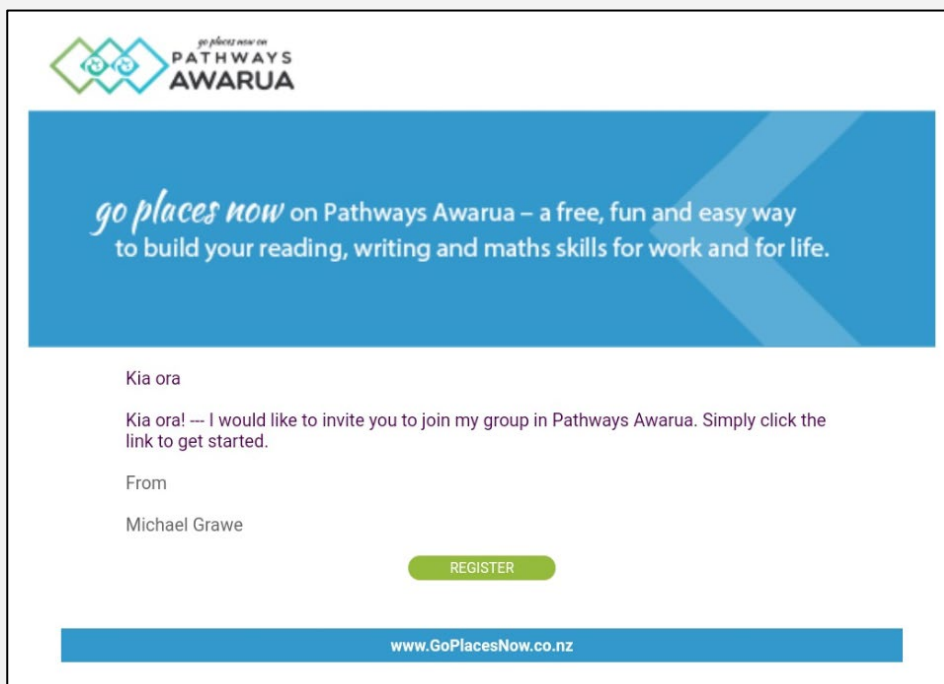 go places now on
PATHWAYS
AWARUA
go places now on Pathways Awarua – a free, fun and easy way
to build your reading, writing and maths skills for work and for life.
Kia ora
Kia ora! --- I would like to invite you to join my group in Pathways Awarua. Simply click the
link to get started.
From
Michael Grawe
REGISTER
www.GoPlacesNow.co.nz